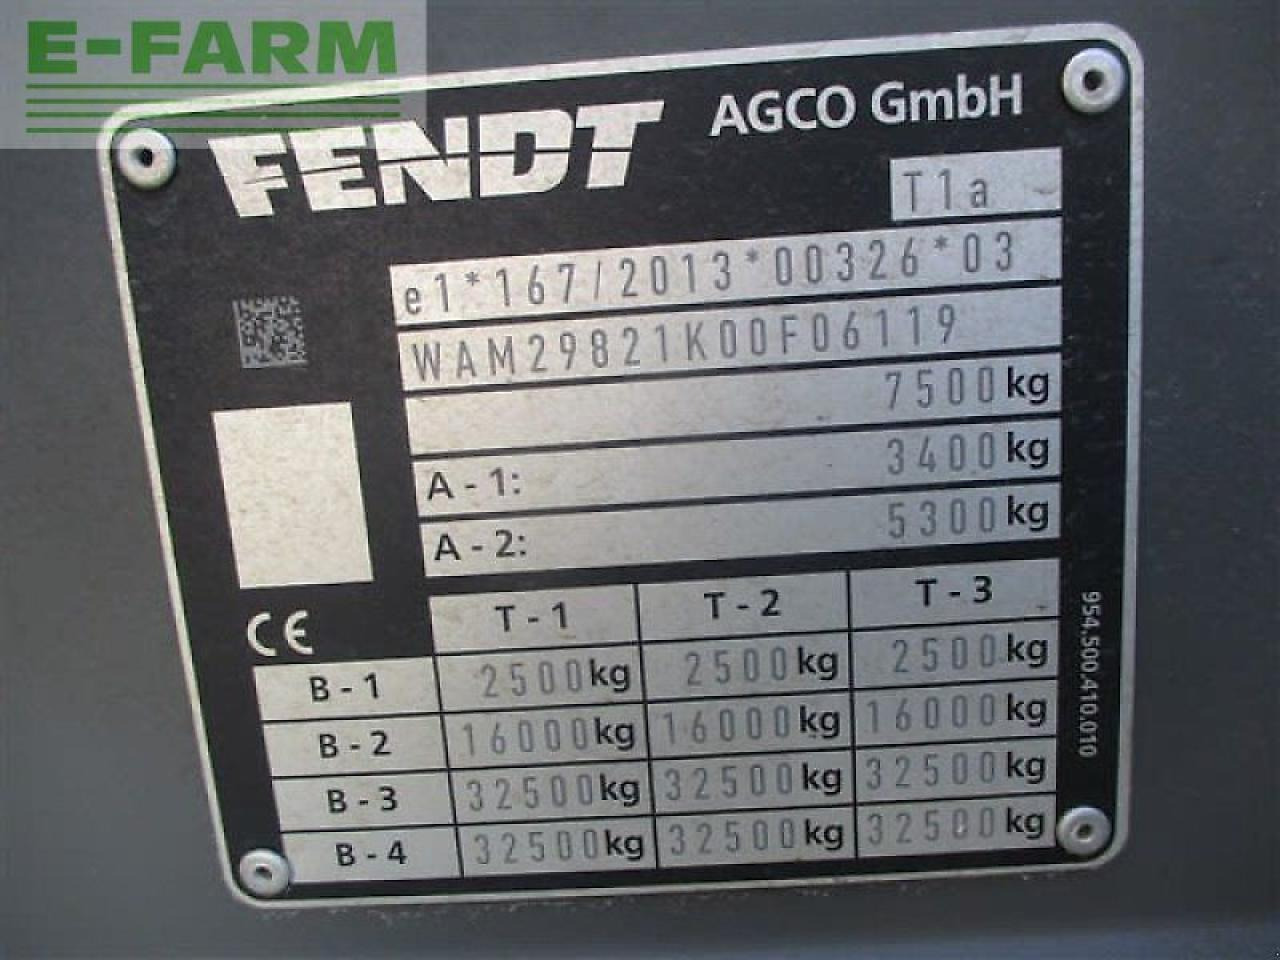 E-FARM
FENDT AGCO GmbH
T1a
e1*167/2013*00326*03
WAM29821K00F06119
7500kg
A - 1: 3400kg
A - 2: 5300kg
CE
T - 1 T - 2 T - 3
B - 1 2500kg 2500kg 2500kg
B - 2 16000kg 16000kg 16000kg
B - 3 32500kg 32500kg 32500kg
B - 4 32500kg 32500kg 32500kg
954.500.410.010